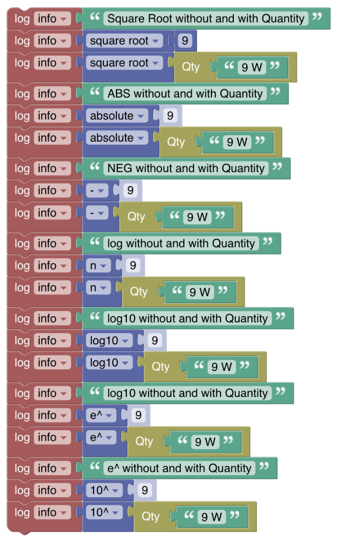 log info “ Square Root without and with Quantity ”
log info square root 9
log info square root Qty “ 9 W ”
log info “ ABS without and with Quantity ”
log info absolute 9
log info absolute Qty “ 9 W ”
log info “ NEG without and with Quantity ”
log info - 9
log info - Qty “ 9 W ”
log info “ log without and with Quantity ”
log info n 9
log info n Qty “ 9 W ”
log info “ log10 without and with Quantity ”
log info log10 9
log info log10 Qty “ 9 W ”
log info “ log10 without and with Quantity ”
log info e^ 9
log info e^ Qty “ 9 W ”
log info “ e^ without and with Quantity ”
log info 10^ 9
log info 10^ Qty “ 9 W ”